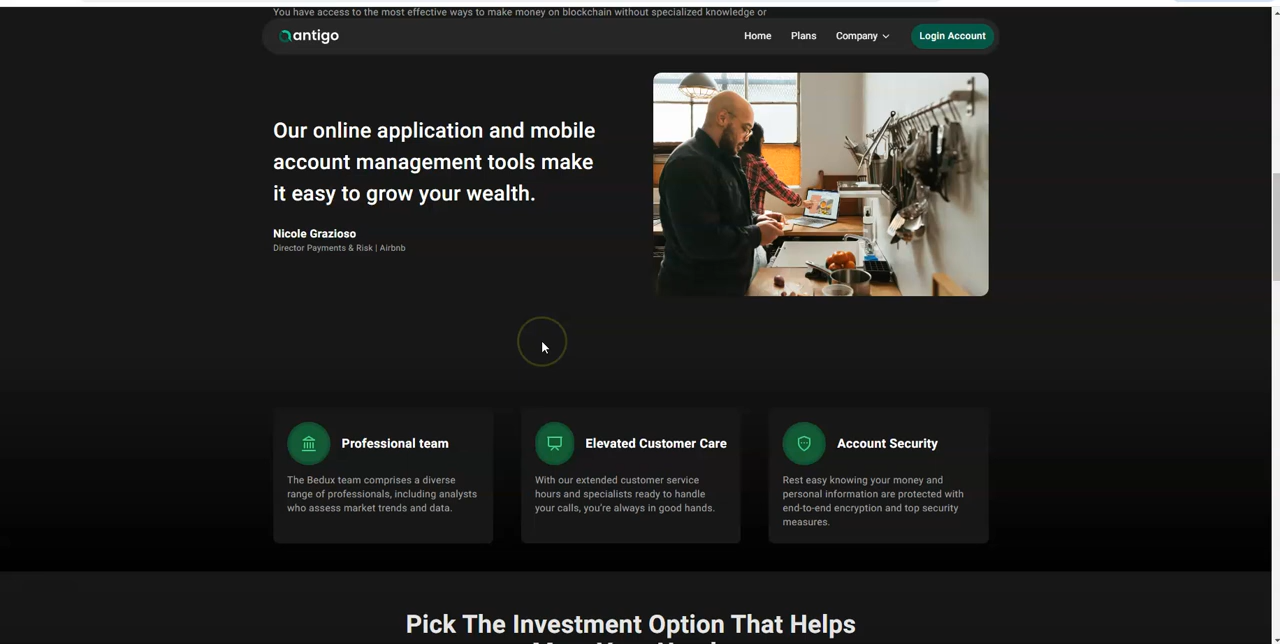 You have access to the most effective ways to make money on blockchain without specialized knowledge or
antigo
Home Plans Company Login Account
Our online application and mobile
account management tools make
it easy to grow your wealth.
Nicole Grazioso
Director Payments & Risk | Airbnb
Professional team
The Bedux team comprises a diverse
range of professionals, including analysts
who assess market trends and data.
Elevated Customer Care
With our extended customer service
hours and specialists ready to handle
your calls, you're always in good hands.
Account Security
Rest easy knowing your money and
personal information are protected with
end-to-end encryption and top security
measures.
Pick The Investment Option That Helps